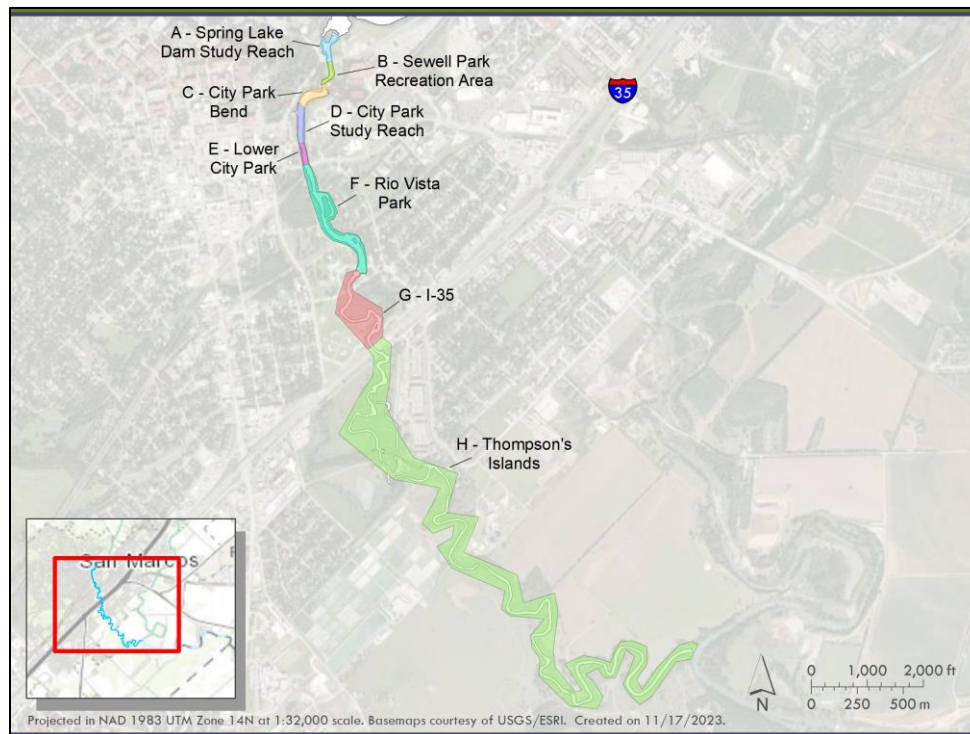 A - Spring Lake
Dam Study Reach
B - Sewell Park
Recreation Area
C - City Park
Bend
D - City Park
Study Reach
E - Lower
City Park
F - Rio Vista
Park
35
G - I-35
H - Thompson's
Islands
San Marcos
N
0 1,000 2,000 ft
0 250 500 m
Projected in NAD 1983 UTM Zone 14N at 1:32,000 scale. Basemaps courtesy of USGS/ESRI. Created on 11/17/2023.